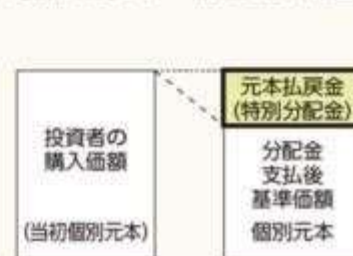 投資者の
購入価額
(当初個別元本)
元本払戻金
(特別分配金)
分配金
支払後
基準価額
個別元本